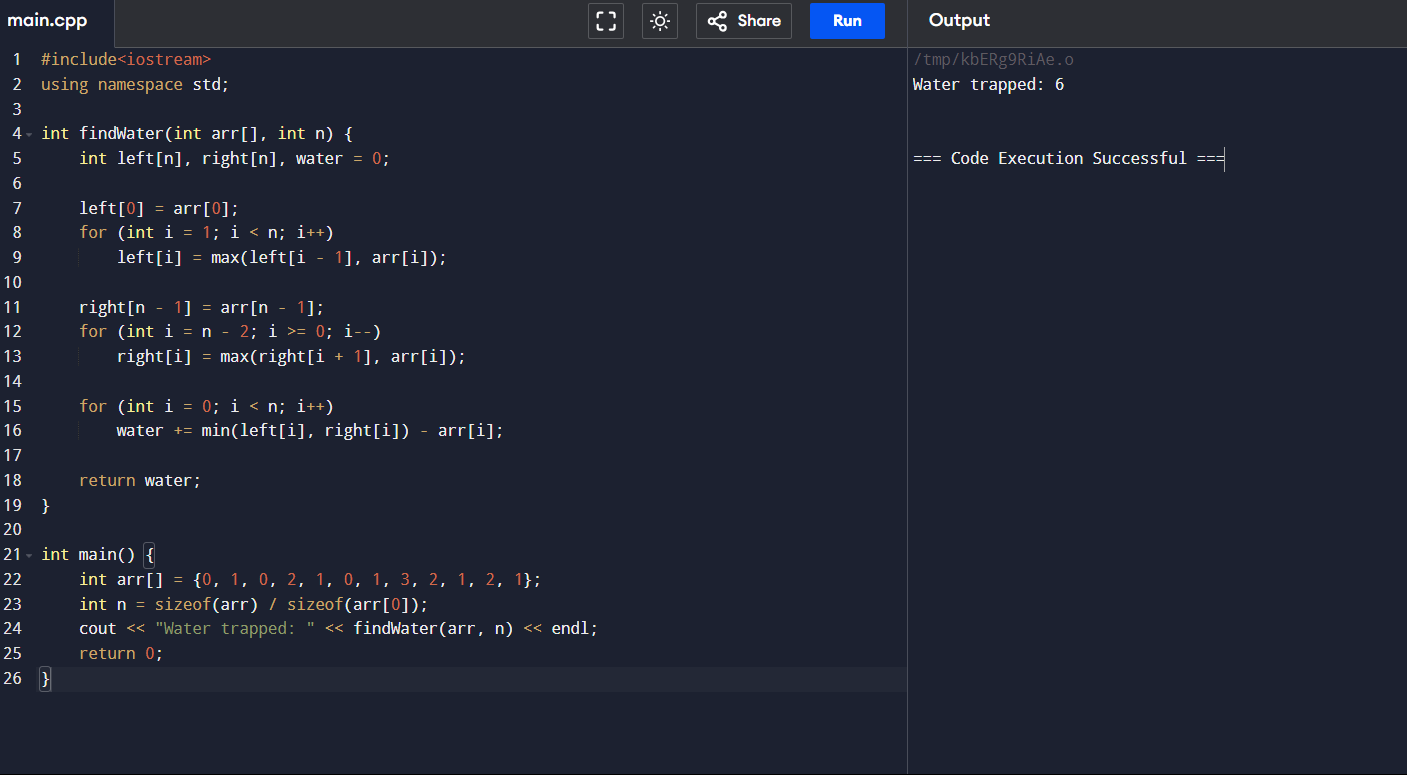 main.cpp Share Run Output
1 #include<iostream>
2 using namespace std;
3
4 int findWater(int arr[], int n) {
5     int left[n], right[n], water = 0;
6
7     left[0] = arr[0];
8     for (int i = 1; i < n; i++)
9         left[i] = max(left[i - 1], arr[i]);
10
11     right[n - 1] = arr[n - 1];
12     for (int i = n - 2; i >= 0; i--)
13         right[i] = max(right[i + 1], arr[i]);
14
15     for (int i = 0; i < n; i++)
16         water += min(left[i], right[i]) - arr[i];
17
18     return water;
19 }
20
21 int main() {
22     int arr[] = {0, 1, 0, 2, 1, 0, 1, 3, 2, 1, 2, 1};
23     int n = sizeof(arr) / sizeof(arr[0]);
24     cout << "Water trapped: " << findWater(arr, n) << endl;
25     return 0;
26 }
/tmp/kbERg9RiAe.o
Water trapped: 6
=== Code Execution Successful ===